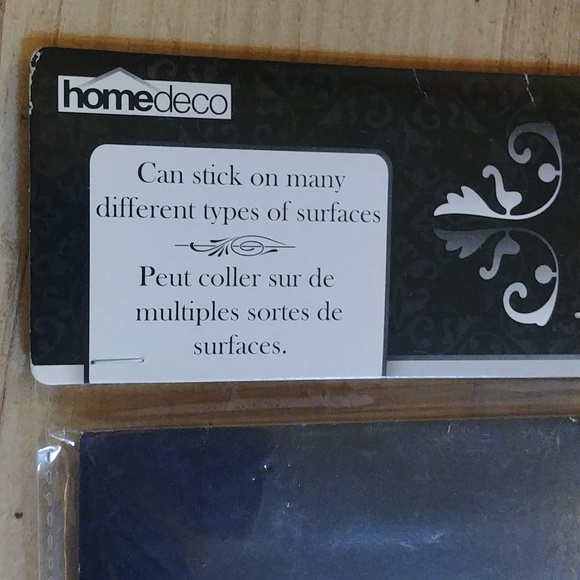 homedeco
Can stick on many
different types of surfaces
Peut coller sur de
multiples sortes de
surfaces.